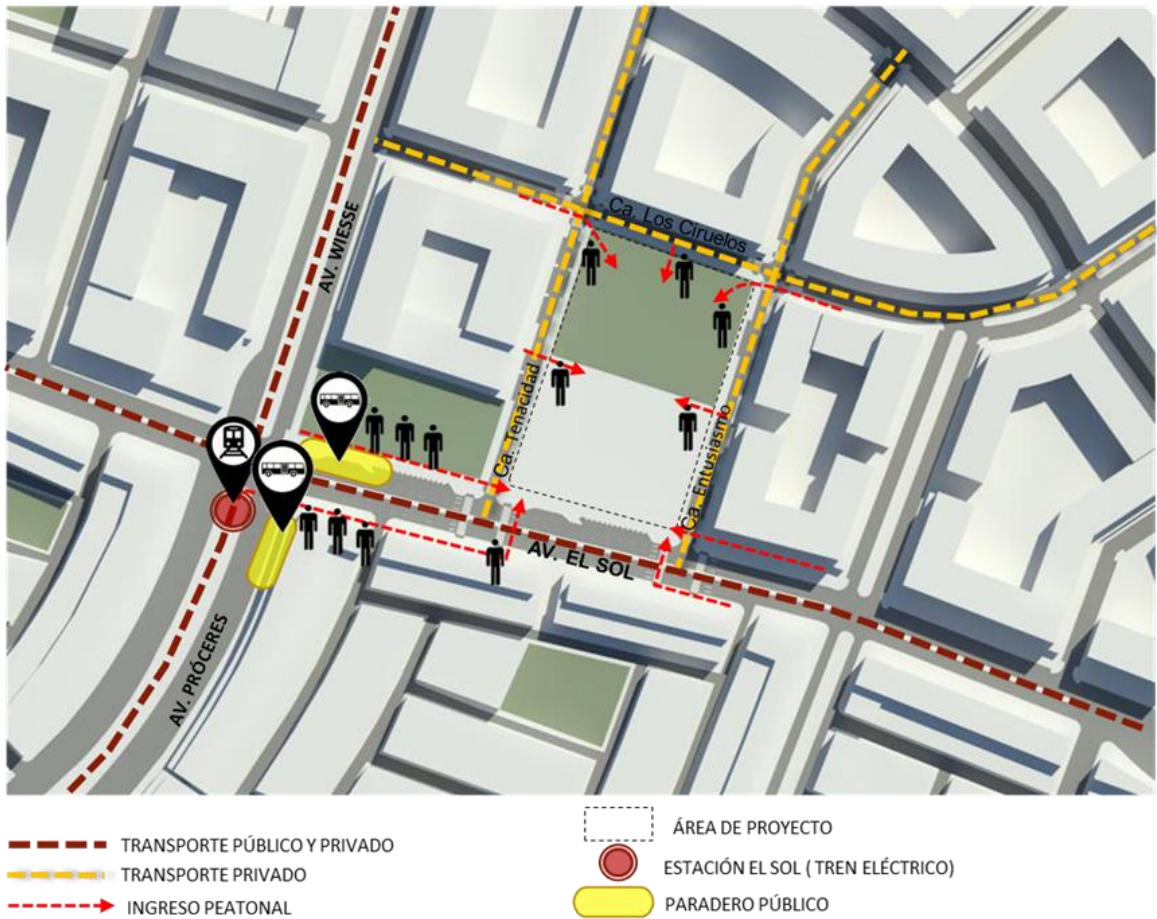 Ca. Los Ciruelos
AV. WIESSE
Ca. Tenacidad
Ca. Entusiasmo
AV. EL SOL
AV. PRÓCERES
TRANSPORTE PÚBLICO Y PRIVADO
TRANSPORTE PRIVADO
INGRESO PEATONAL
ÁREA DE PROYECTO
ESTACIÓN EL SOL ( TREN ELÉCTRICO)
PARADERO PÚBLICO